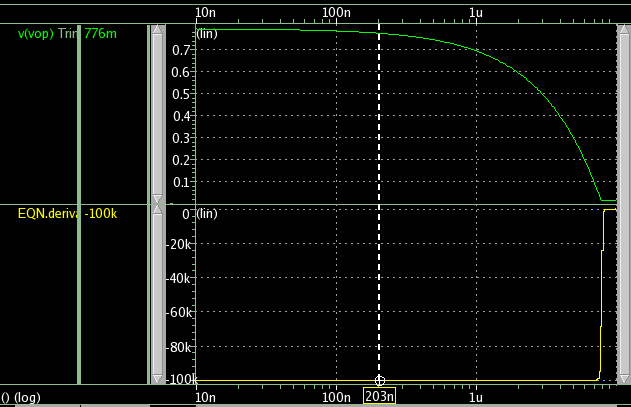 10n 100n 1u
v(vop) Trin 776m (lin)
0.7
0.6
0.5
0.4
0.3
0.2
0.1
EQN.deriva -100k 0 (lin)
-20k
-40k
-60k
-80k
-100k
() (log) 10n 100n 203n 1u